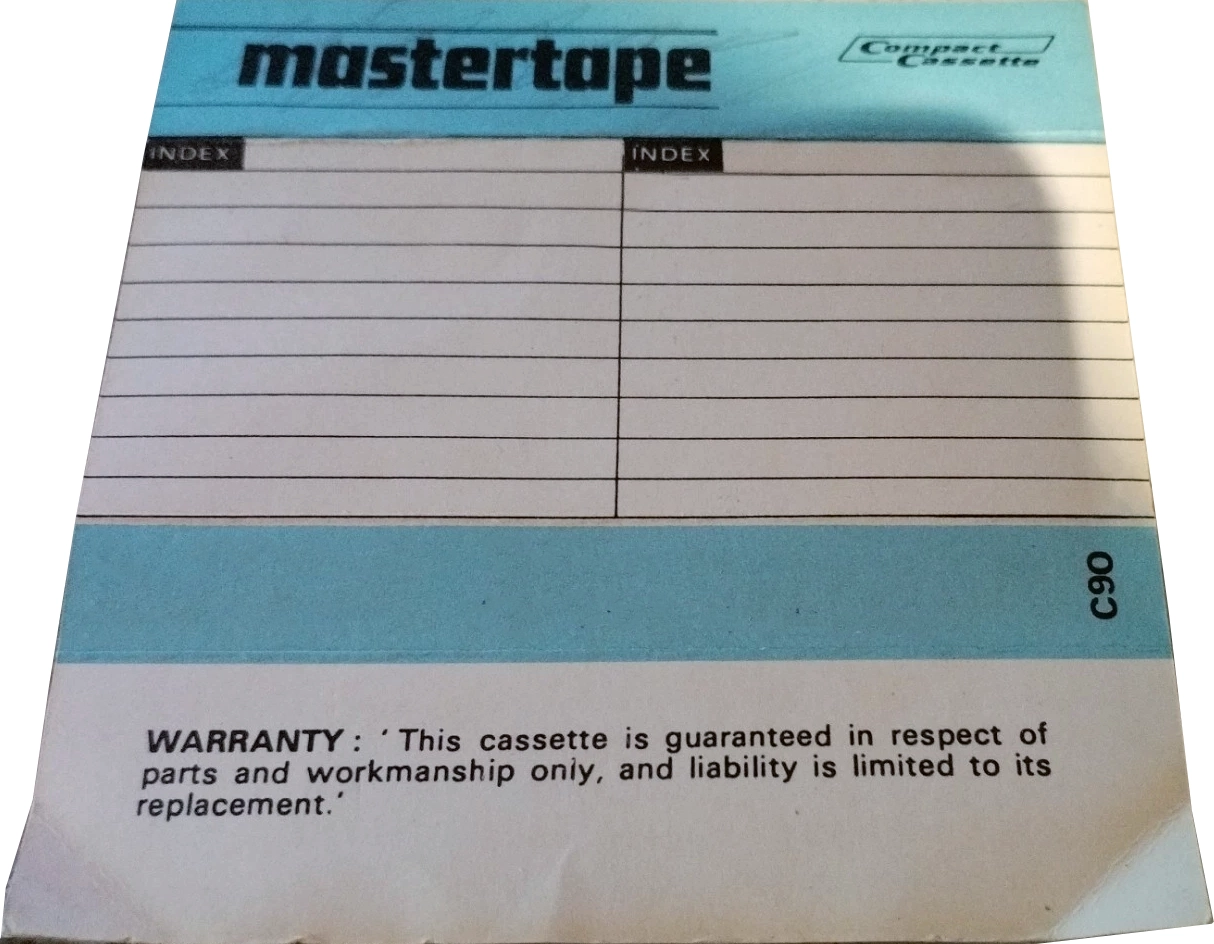 mastertape
Compact
Cassette
INDEX
INDEX
C90
WARRANTY : ‘ This cassette is guaranteed in respect of
parts and workmanship only, and liability is limited to its
replacement.’